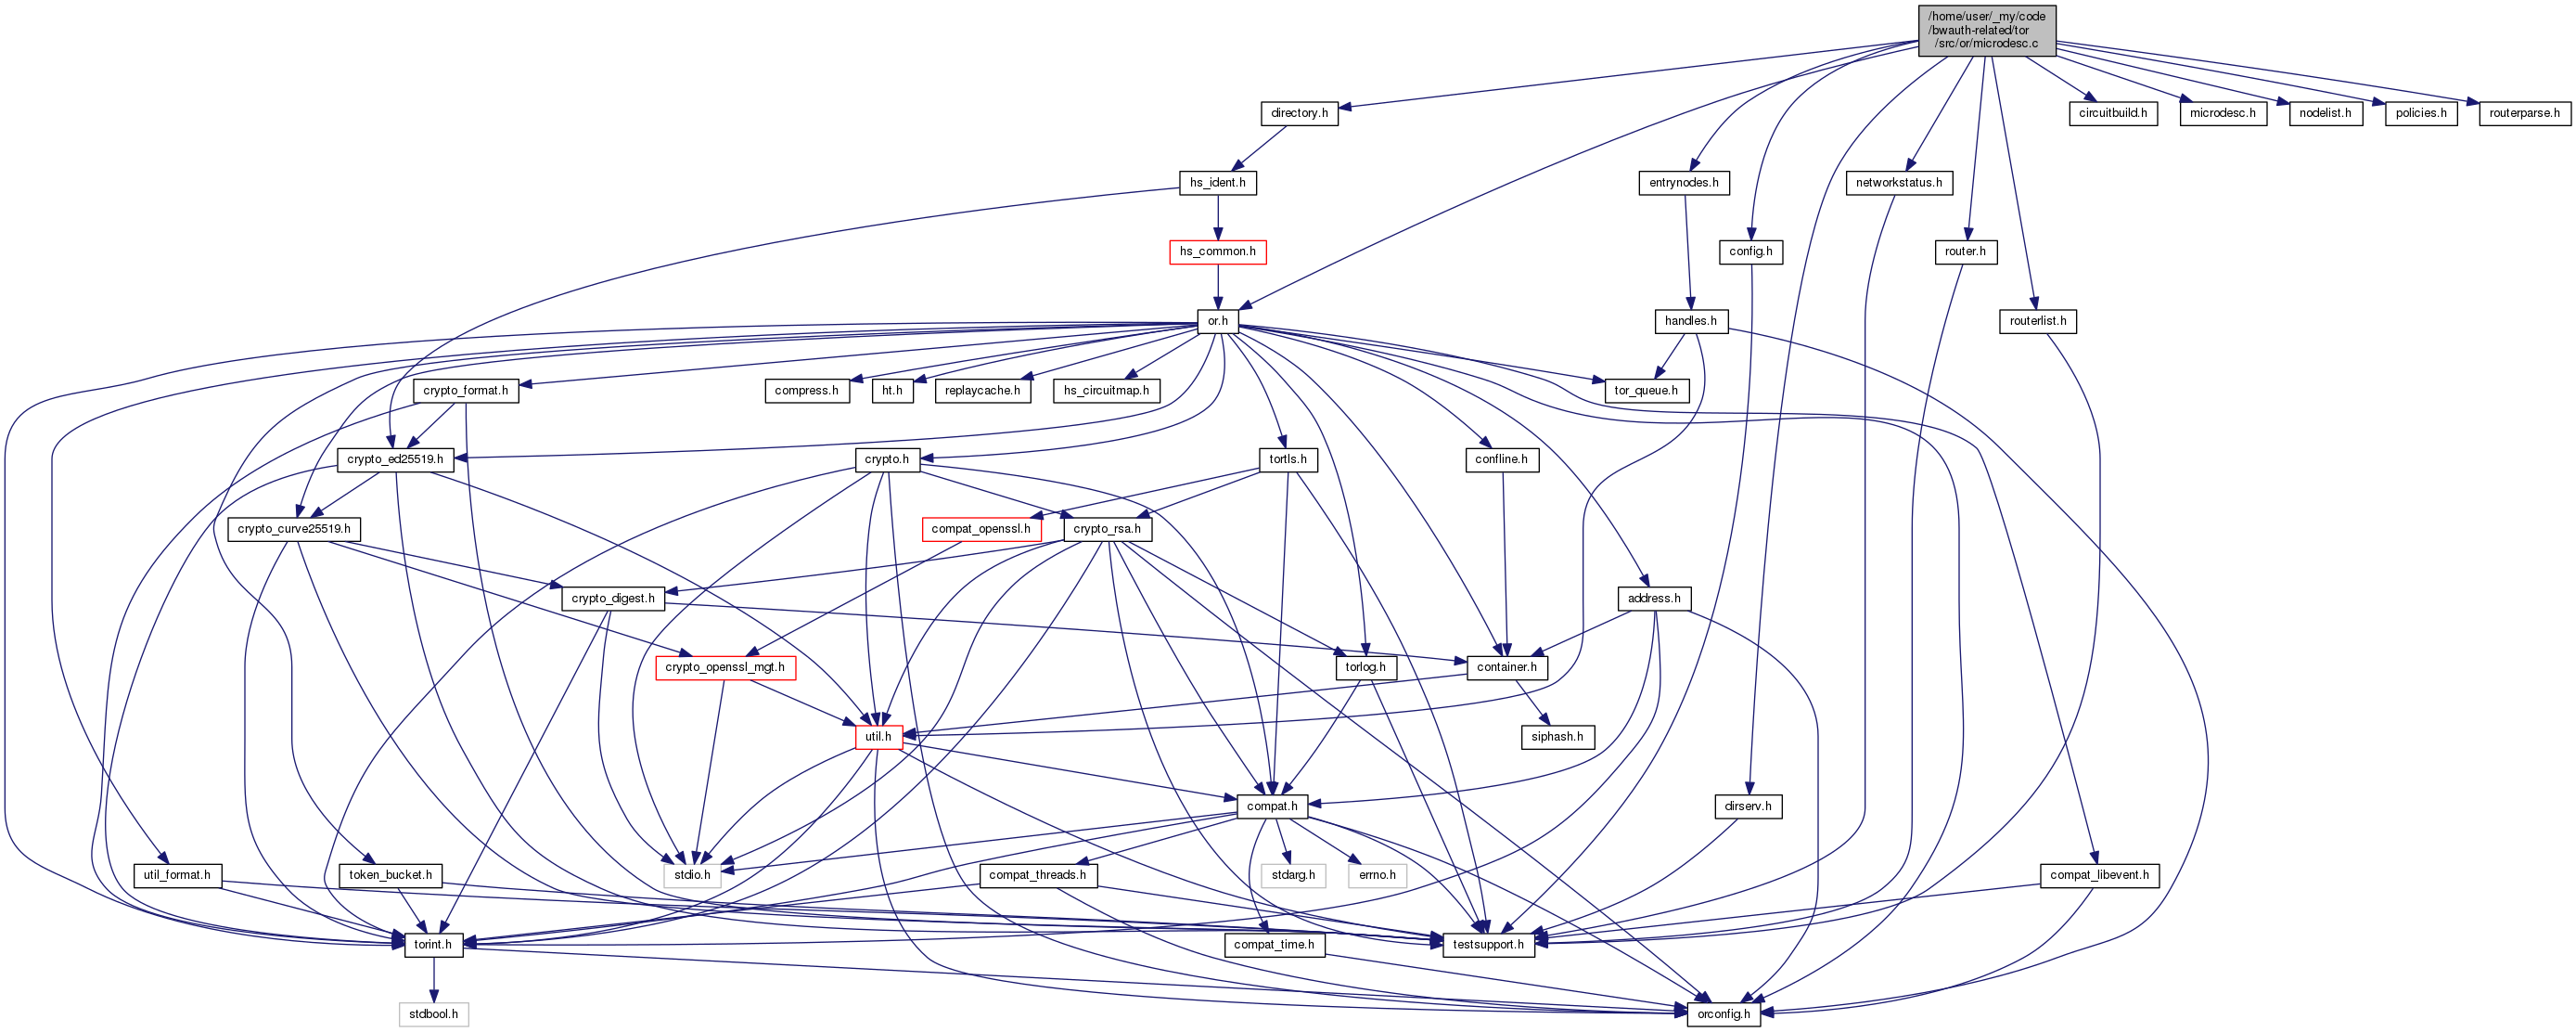 /home/user/_my/code
/bwauth-related/tor
/src/or/microdesc.c
directory.h
circuitbuild.h
microdesc.h
nodelist.h
policies.h
routerparse.h
hs_ident.h
entrynodes.h
networkstatus.h
hs_common.h
config.h
router.h
or.h
handles.h
routerlist.h
crypto_format.h
compress.h
ht.h
replaycache.h
hs_circuitmap.h
tor_queue.h
crypto_ed25519.h
crypto.h
tortls.h
confline.h
crypto_curve25519.h
compat_openssl.h
crypto_rsa.h
crypto_digest.h
address.h
crypto_openssl_mgt.h
torlog.h
container.h
util.h
siphash.h
compat.h
dirserv.h
util_format.h
token_bucket.h
stdio.h
compat_threads.h
stdarg.h
errno.h
compat_libevent.h
torint.h
compat_time.h
testsupport.h
stdbool.h
orconfig.h